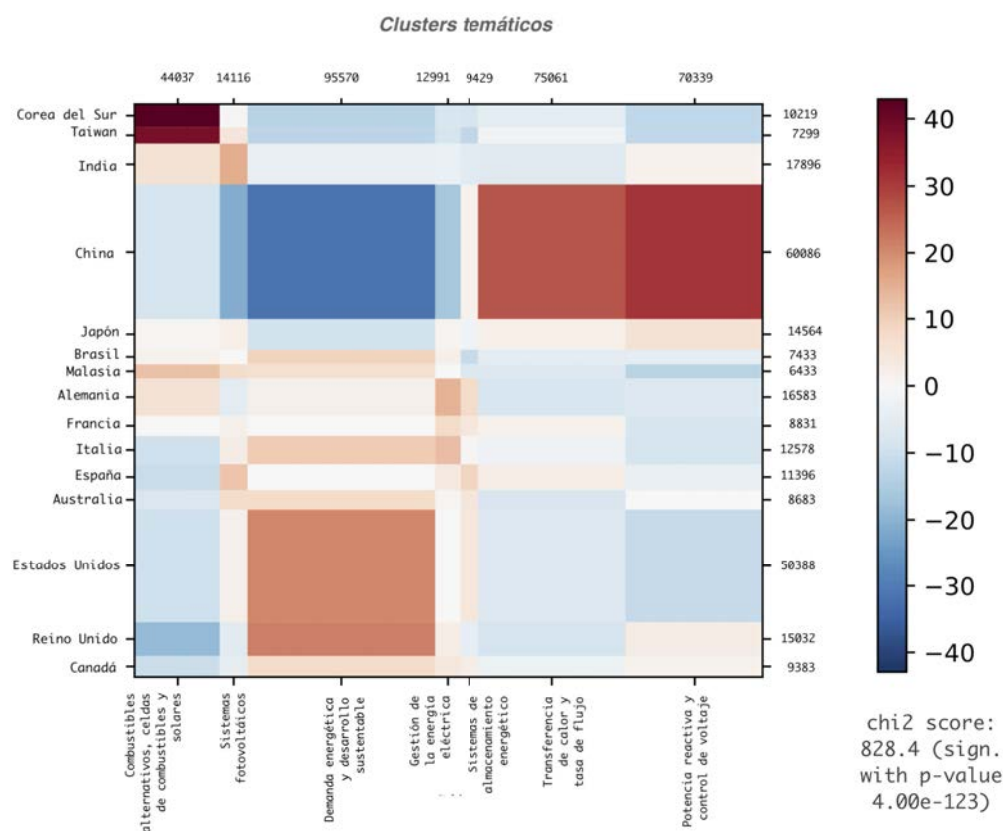 Clusters temáticos
44037 14116 95570 12991 9429 75061 70339
Corea del Sur 10219
Taiwan 7299
India 17896
China 60086
Japón 14564
Brasil 7433
Malasia 6433
Alemania 16583
Francia 8831
Italia 12578
España 11396
Australia 8683
Estados Unidos 50388
Reino Unido 15032
Canadá 9383
Combustibles
alternativos, celdas
de combustibles y
solares
Sistemas
fotovoltáicos
Demanda energética
y desarrollo
sustentable
Gestión de
la energía
eléctrica
Sistemas de
almacenamiento
energético
Transferencia
de calor y
tasa de flujo
Potencia reactiva y
control de voltaje
40
30
20
10
0
−10
−20
−30
−40
chi2 score:
828.4 (sign.
with p-value
4.00e-123)